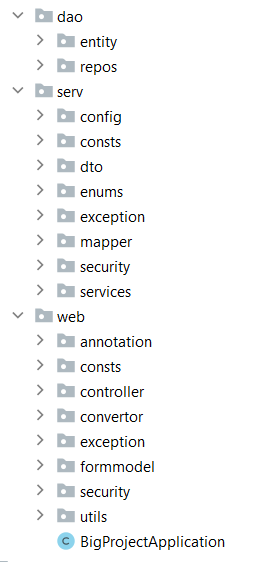 dao
entity
repos
serv
config
consts
dto
enums
exception
mapper
security
services
web
annotation
consts
controller
convertor
exception
formmodel
security
utils
C BigProjectApplication